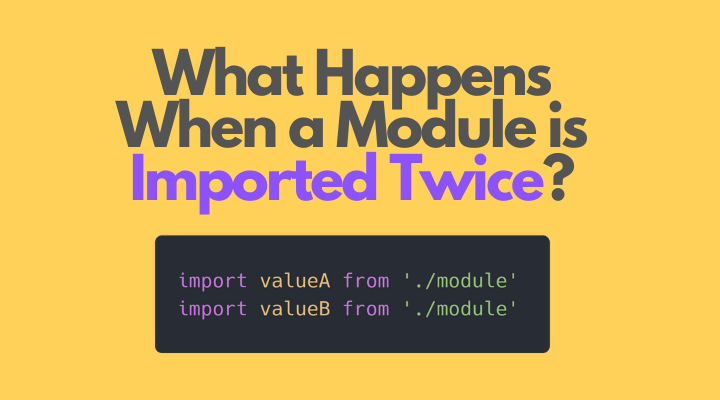 What Happens
When a Module is
Imported Twice?
import valueA from './module'
import valueB from './module'